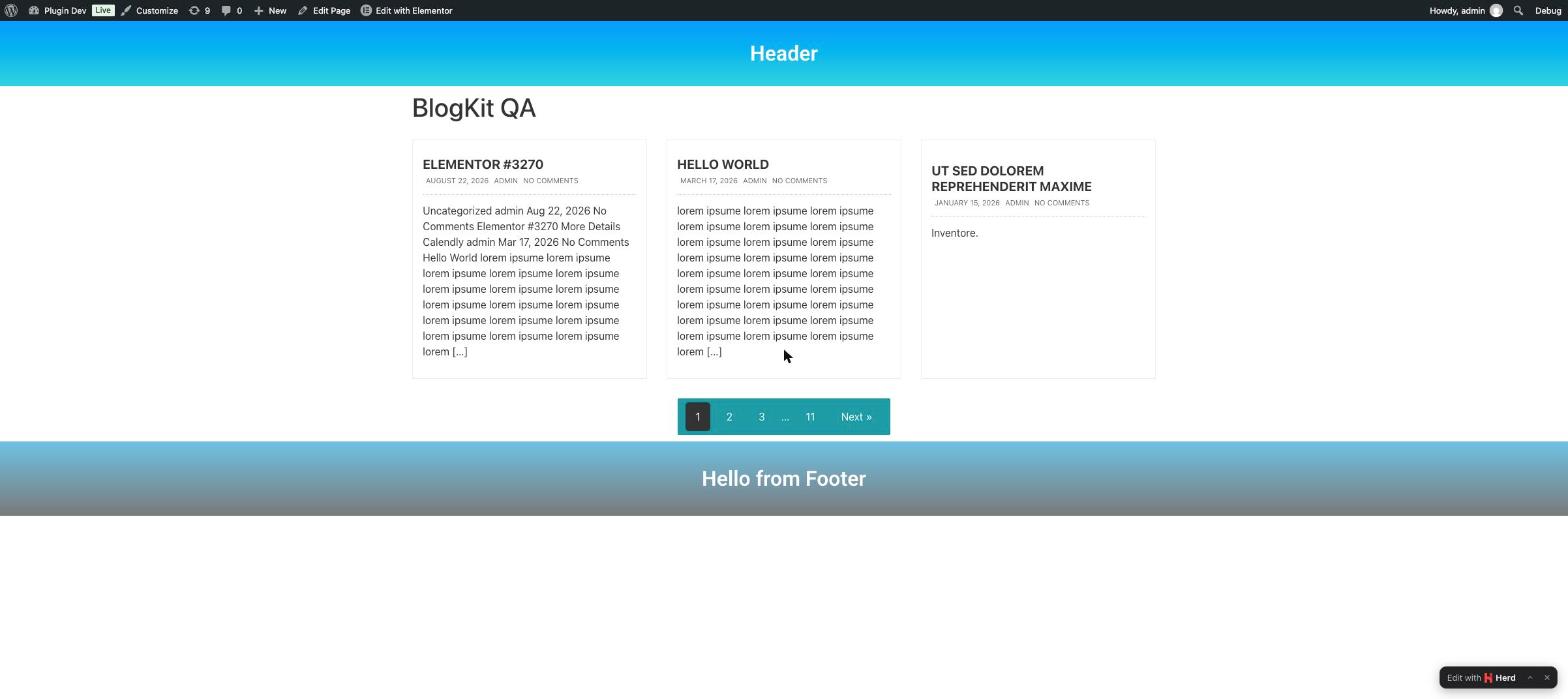 Plugin Dev Live Customize 9 0 New Edit Page Edit with Elementor Howdy, admin Debug
Header
BlogKit QA
ELEMENTOR #3270
AUGUST 22, 2026 ADMIN NO COMMENTS
Uncategorized admin Aug 22, 2026 No
Comments Elementor #3270 More Details
Calendly admin Mar 17, 2026 No Comments
Hello World lorem ipsume lorem ipsume
lorem ipsume lorem ipsume lorem ipsume
lorem ipsume lorem ipsume lorem ipsume
lorem ipsume lorem ipsume lorem ipsume
lorem ipsume lorem ipsume lorem ipsume
lorem ipsume lorem ipsume lorem ipsume
lorem […]
HELLO WORLD
MARCH 17, 2026 ADMIN NO COMMENTS
lorem ipsume lorem ipsume lorem ipsume
lorem ipsume lorem ipsume lorem ipsume
lorem ipsume lorem ipsume lorem ipsume
lorem ipsume lorem ipsume lorem ipsume
lorem ipsume lorem ipsume lorem ipsume
lorem ipsume lorem ipsume lorem ipsume
lorem ipsume lorem ipsume lorem ipsume
lorem ipsume lorem ipsume lorem ipsume
lorem ipsume lorem ipsume lorem ipsume
lorem […]
UT SED DOLOREM
REPREHENDERIT MAXIME
JANUARY 15, 2026 ADMIN NO COMMENTS
Inventore.
1 2 3 … 11 Next »
Hello from Footer
Edit with Herd